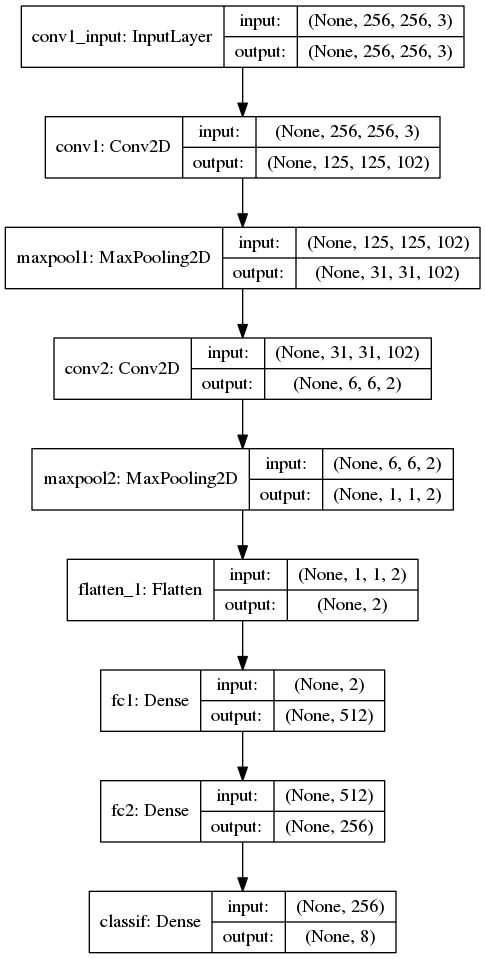 conv1_input: InputLayer
input: (None, 256, 256, 3)
output: (None, 256, 256, 3)
conv1: Conv2D
input: (None, 256, 256, 3)
output: (None, 125, 125, 102)
maxpool1: MaxPooling2D
input: (None, 125, 125, 102)
output: (None, 31, 31, 102)
conv2: Conv2D
input: (None, 31, 31, 102)
output: (None, 6, 6, 2)
maxpool2: MaxPooling2D
input: (None, 6, 6, 2)
output: (None, 1, 1, 2)
flatten_1: Flatten
input: (None, 1, 1, 2)
output: (None, 2)
fc1: Dense
input: (None, 2)
output: (None, 512)
fc2: Dense
input: (None, 512)
output: (None, 256)
classif: Dense
input: (None, 256)
output: (None, 8)